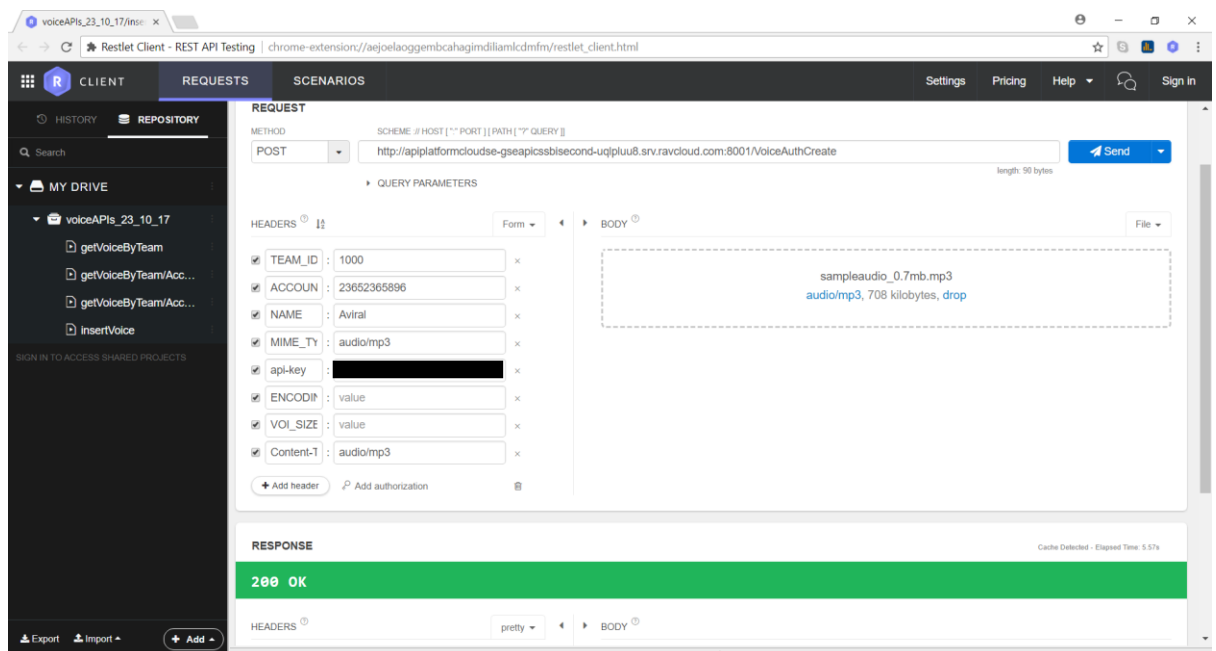 voiceAPIs_23_10_17/inse
Restlet Client - REST API Testing | chrome-extension://aejoelaoggembcahagimdiliamlcdmfm/restlet_client.html
R CLIENT REQUESTS SCENARIOS Settings Pricing Help Sign in
HISTORY REPOSITORY
Search
MY DRIVE
voiceAPIs_23_10_17
getVoiceByTeam
getVoiceByTeam/Acc...
getVoiceByTeam/Acc...
insertVoice
SIGN IN TO ACCESS SHARED PROJECTS
Export Import + Add
REQUEST
METHOD SCHEME :// HOST [ ":" PORT ] [ PATH [ "?" QUERY ]]
POST http://apiplatformcloudse-gseapicssbisecond-uqlpluu8.srv.ravcloud.com:8001/VoiceAuthCreate Send
length: 90 bytes
QUERY PARAMETERS
HEADERS Form BODY File
TEAM_ID : 1000
ACCOUN : 23652365896
NAME : Aviral
MIME_TY : audio/mp3
api-key :
ENCODIN : value
VOI_SIZE : value
Content-T : audio/mp3
+ Add header Add authorization
sampleaudio_0.7mb.mp3
audio/mp3, 708 kilobytes, drop
RESPONSE Cache Detected - Elapsed Time: 5.57s
200 OK
HEADERS pretty BODY